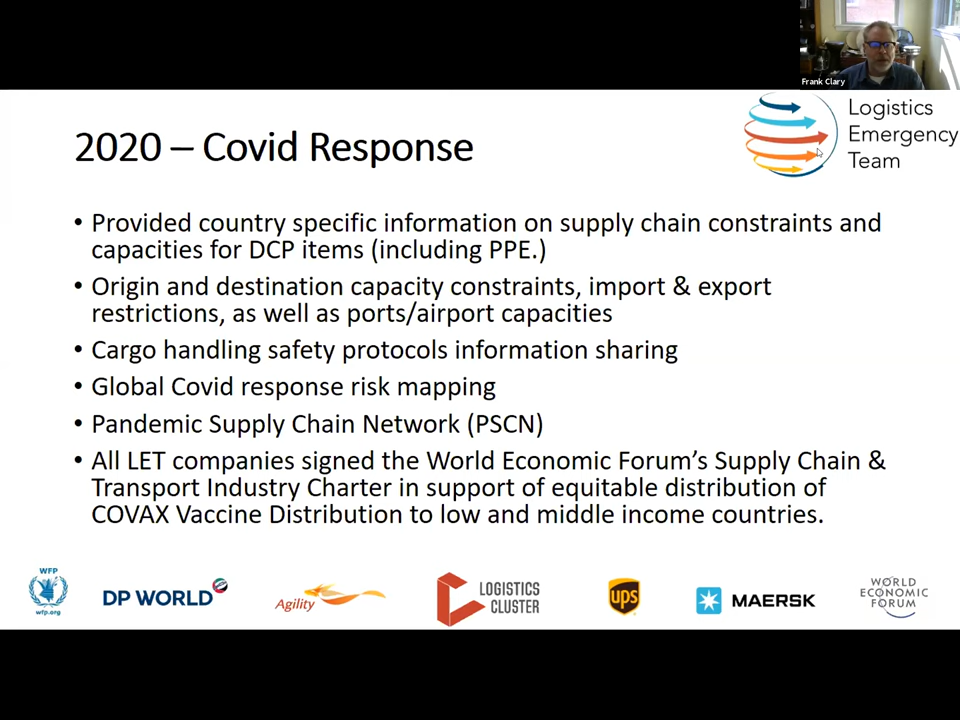 Frank Clary
Logistics
Emergency
Team
2020 – Covid Response
• Provided country specific information on supply chain constraints and
capacities for DCP items (including PPE.)
• Origin and destination capacity constraints, import & export
restrictions, as well as ports/airport capacities
• Cargo handling safety protocols information sharing
• Global Covid response risk mapping
• Pandemic Supply Chain Network (PSCN)
• All LET companies signed the World Economic Forum's Supply Chain &
Transport Industry Charter in support of equitable distribution of
COVAX Vaccine Distribution to low and middle income countries.
WFP
wfp.org
DP WORLD
Agility
LOGISTICS
CLUSTER
ups
MAERSK
WORLD
ECONOMIC
FORUM